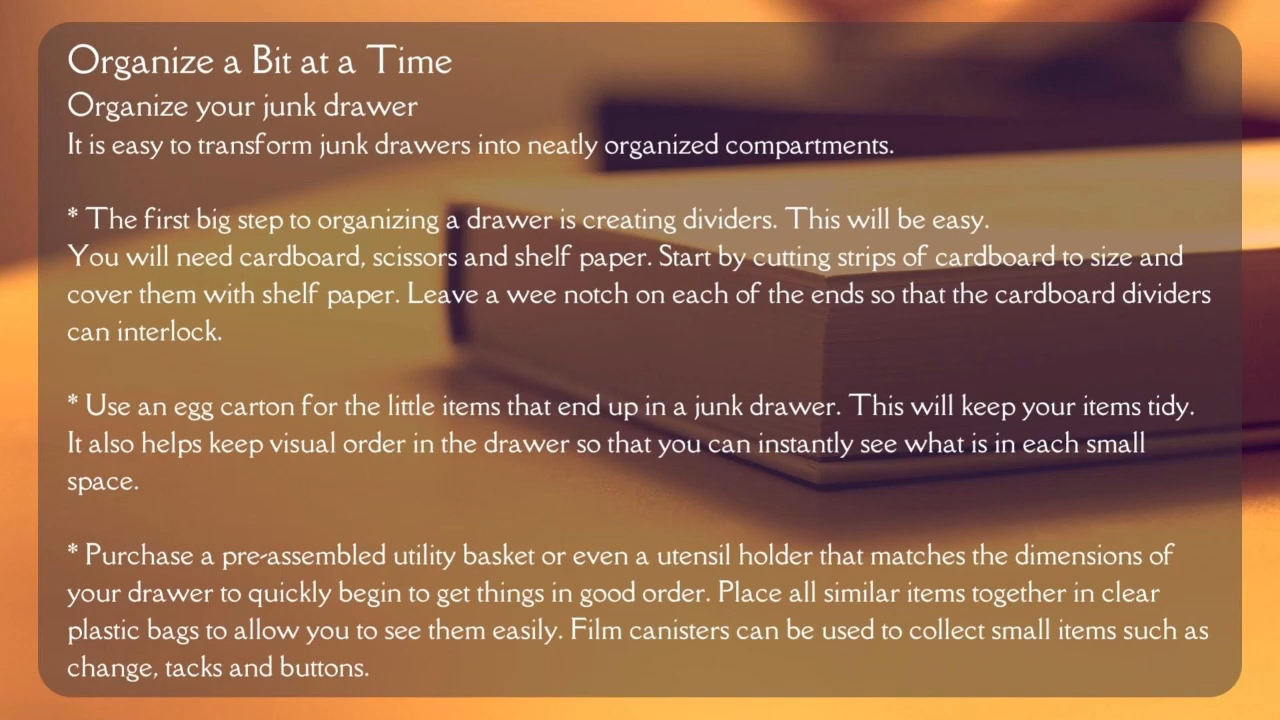 Organize a Bit at a Time
Organize your junk drawer
It is easy to transform junk drawers into neatly organized compartments.
* The first big step to organizing a drawer is creating dividers. This will be easy.
You will need cardboard, scissors and shelf paper. Start by cutting strips of cardboard to size and
cover them with shelf paper. Leave a wee notch on each of the ends so that the cardboard dividers
can interlock.
* Use an egg carton for the little items that end up in a junk drawer. This will keep your items tidy.
It also helps keep visual order in the drawer so that you can instantly see what is in each small
space.
* Purchase a pre-assembled utility basket or even a utensil holder that matches the dimensions of
your drawer to quickly begin to get things in good order. Place all similar items together in clear
plastic bags to allow you to see them easily. Film canisters can be used to collect small items such as
change, tacks and buttons.